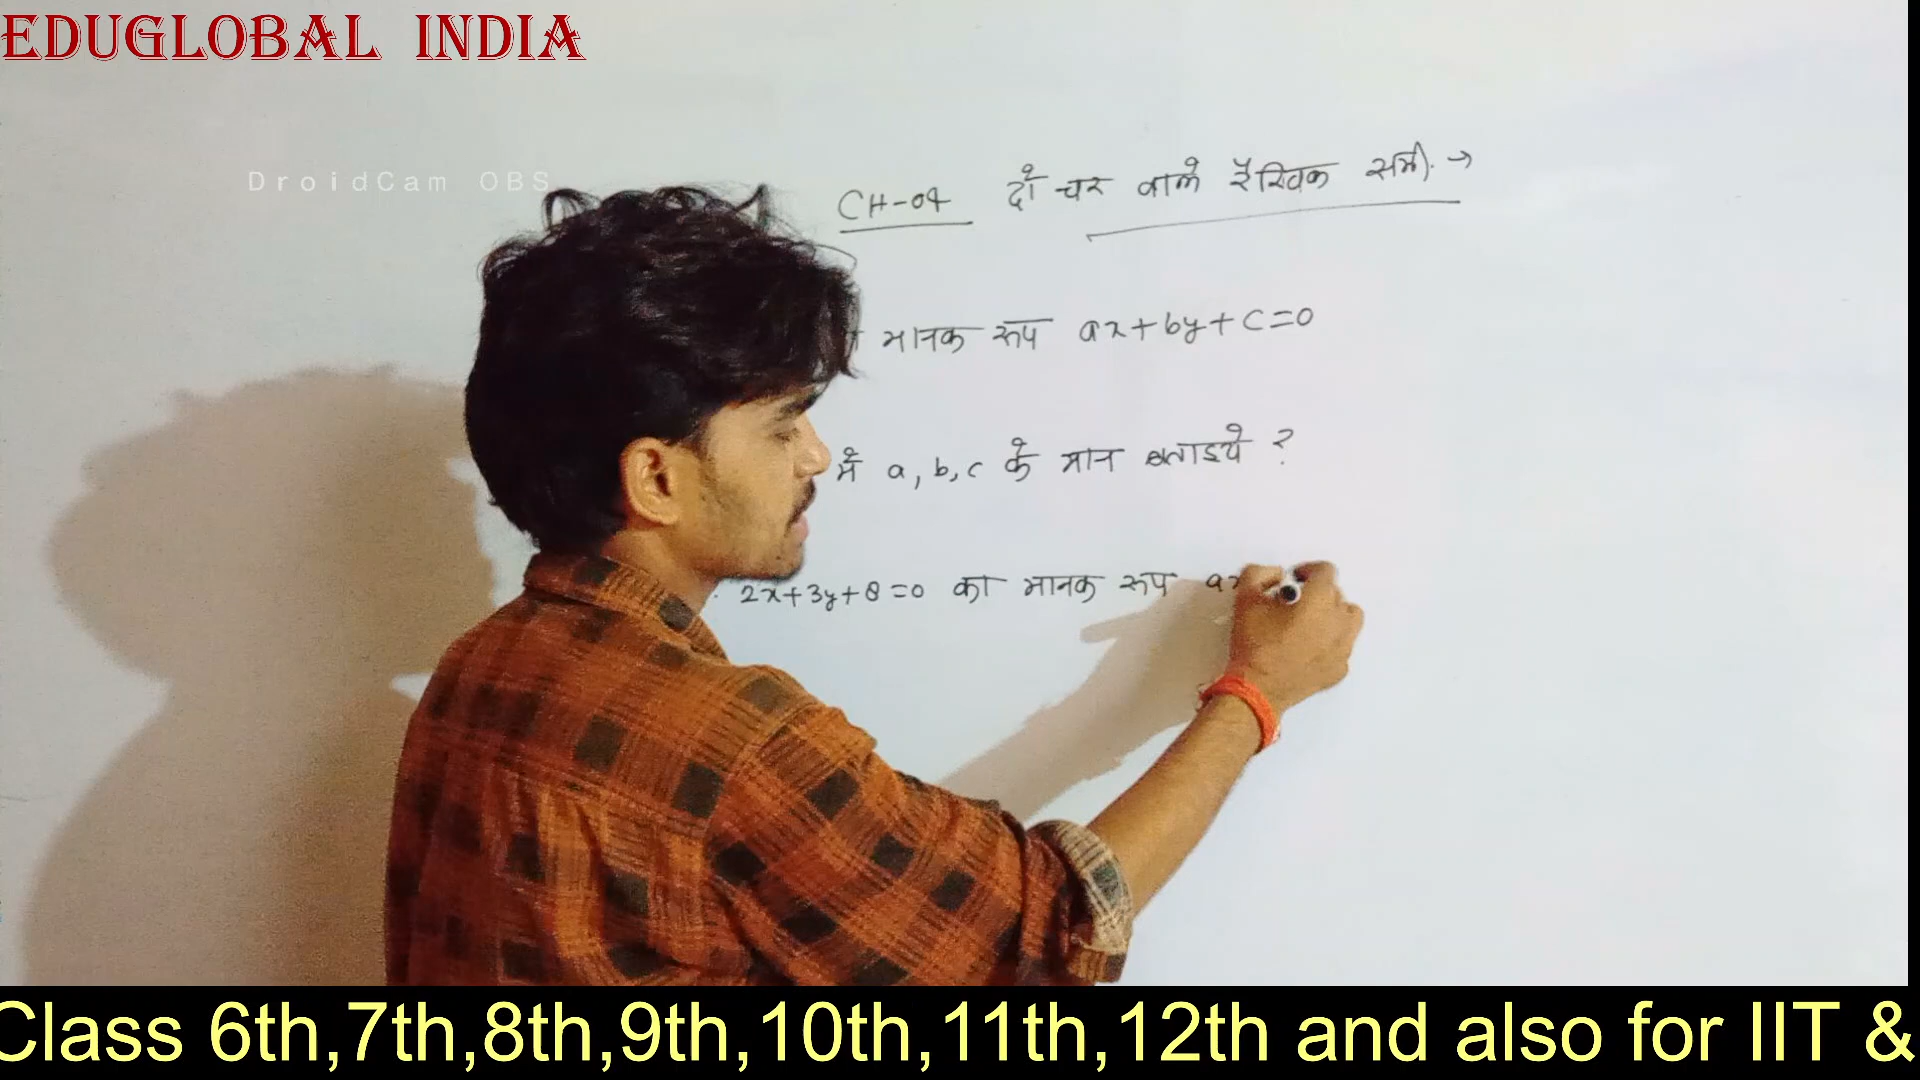 EDUGLOBAL INDIA
DroidCam OBS
CH-04 दो चर वाले रैखिक समी. →
मानक रूप ax+by+c=0
में a, b, c के मान बताइये ?
2x+3y+8=0 का मानक रूप ax
Class 6th,7th,8th,9th,10th,11th,12th and also for IIT &